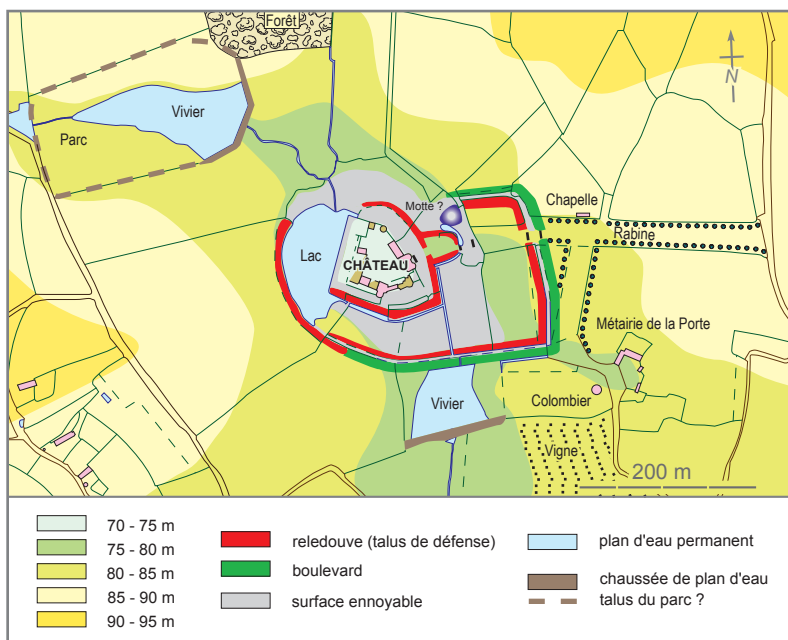 Forêt
N
Vivier
Parc
Motte ?
Chapelle
Rabine
Lac
CHÂTEAU
Métairie de la Porte
Vivier
Colombier
Vigne
200 m
70 - 75 m
75 - 80 m
80 - 85 m
85 - 90 m
90 - 95 m
reledouve (talus de défense)
boulevard
surface ennoyable
plan d'eau permanent
chaussée de plan d'eau
talus du parc ?